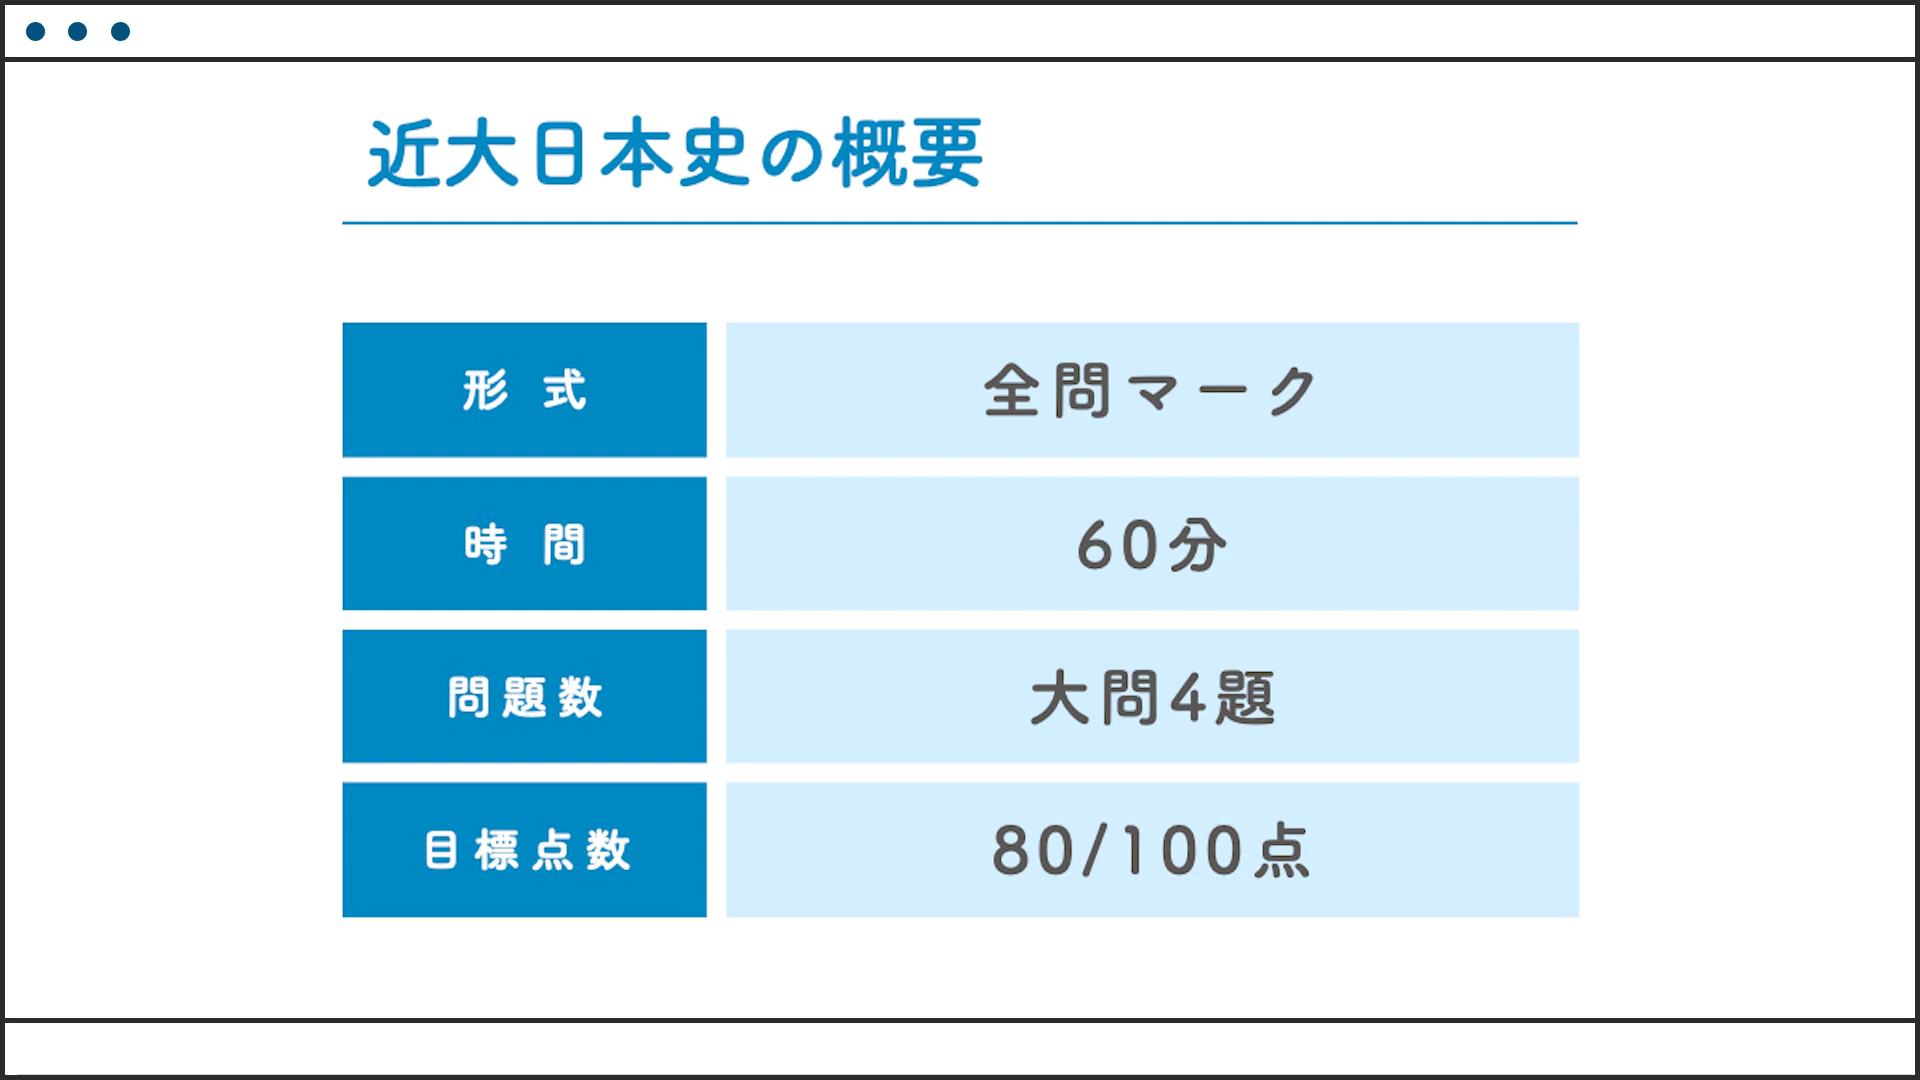 近大日本史の概要
形 式
全問マーク
時 間
60分
問題数
大問4題
目標点数
80/100点